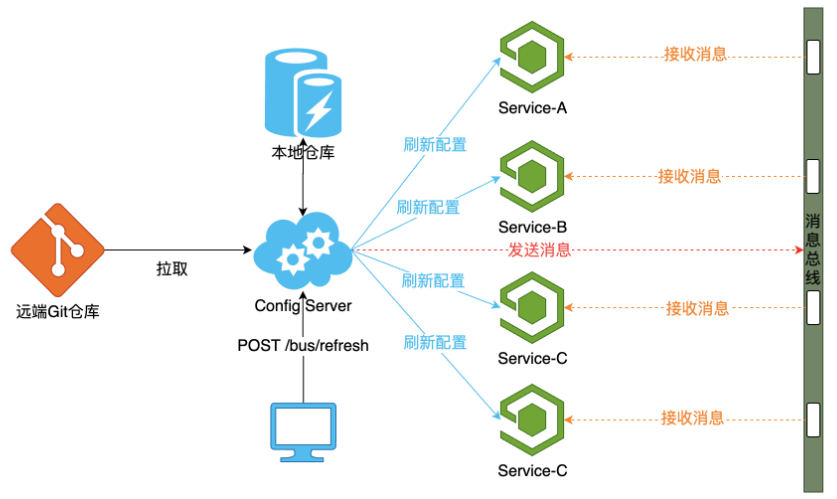 接收消息
Service-A
本地仓库
刷新配置
接收消息
刷新配置
Service-B
消息总线
发送消息
拉取
刷新配置
Config Server
远端Git仓库
接收消息
POST /bus/refresh
刷新配置
Service-C
接收消息
Service-C